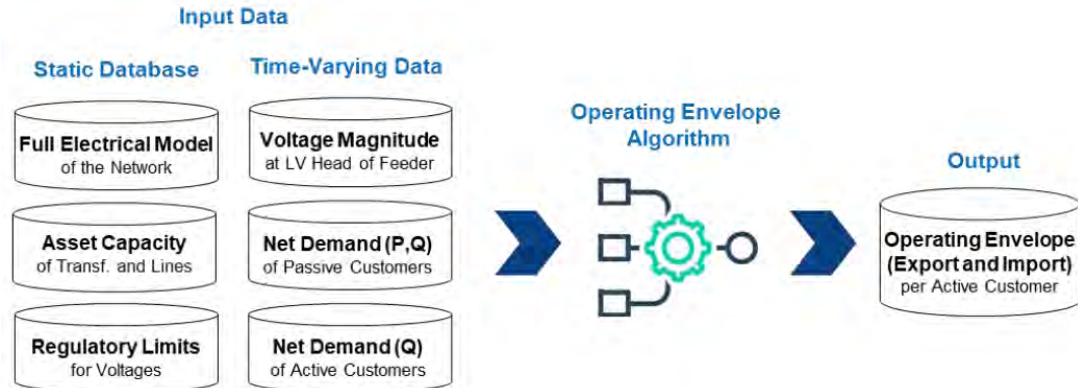 Input Data
Static Database
Time-Varying Data
Full Electrical Model
of the Network
Voltage Magnitude
at LV Head of Feeder
Asset Capacity
of Transf. and Lines
Net Demand (P,Q)
of Passive Customers
Regulatory Limits
for Voltages
Net Demand (Q)
of Active Customers
Operating Envelope
Algorithm
Output
Operating Envelope
(Export and Import)
per Active Customer